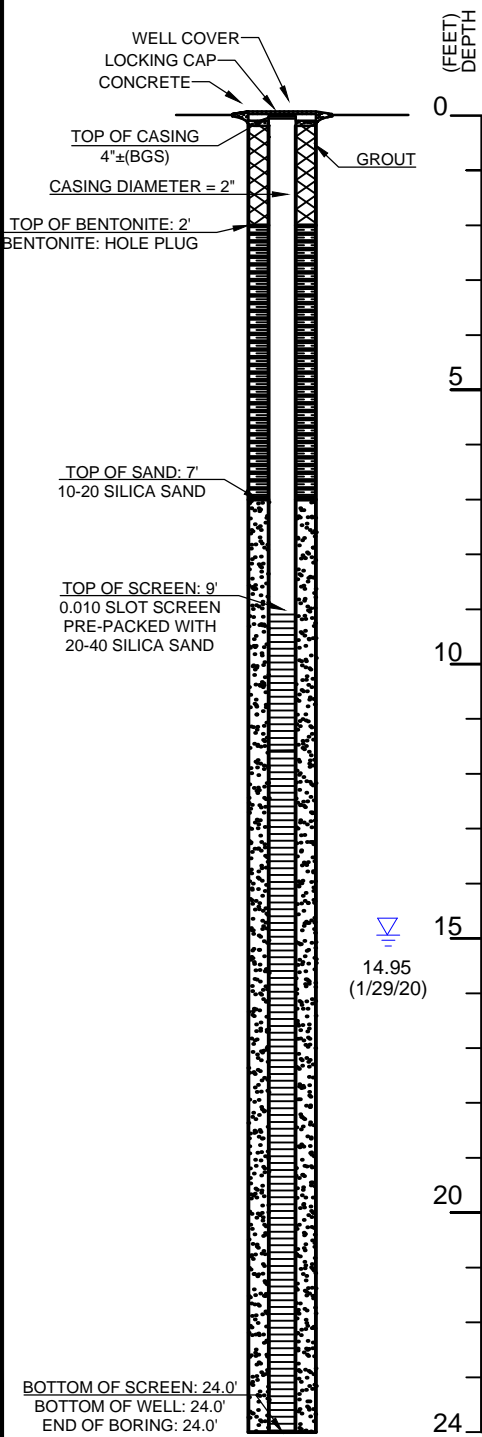 (FEET)
DEPTH
WELL COVER
LOCKING CAP
CONCRETE
0
TOP OF CASING
4"±(BGS)
GROUT
CASING DIAMETER = 2"
TOP OF BENTONITE: 2'
BENTONITE: HOLE PLUG
5
TOP OF SAND: 7'
10-20 SILICA SAND
TOP OF SCREEN: 9'
0.010 SLOT SCREEN
PRE-PACKED WITH
20-40 SILICA SAND
10
15
14.95
(1/29/20)
20
BOTTOM OF SCREEN: 24.0'
BOTTOM OF WELL: 24.0'
END OF BORING: 24.0'
24